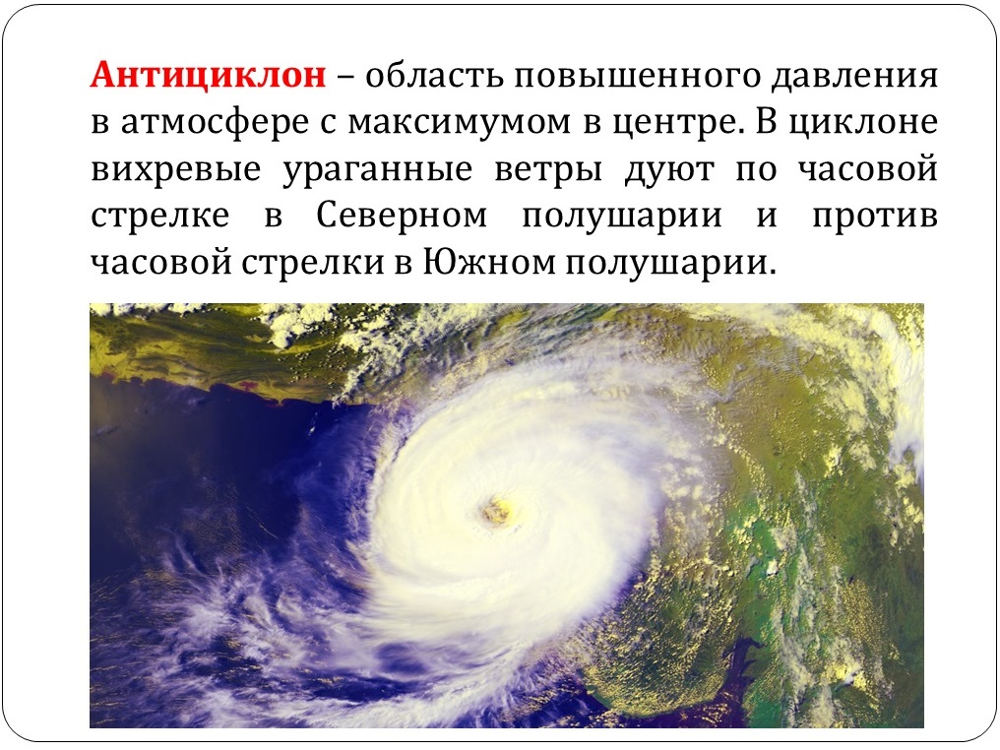 Антициклон – область повышенного давления
в атмосфере с максимумом в центре. В циклоне
вихревые ураганные ветры дуют по часовой
стрелке в Северном полушарии и против
часовой стрелки в Южном полушарии.